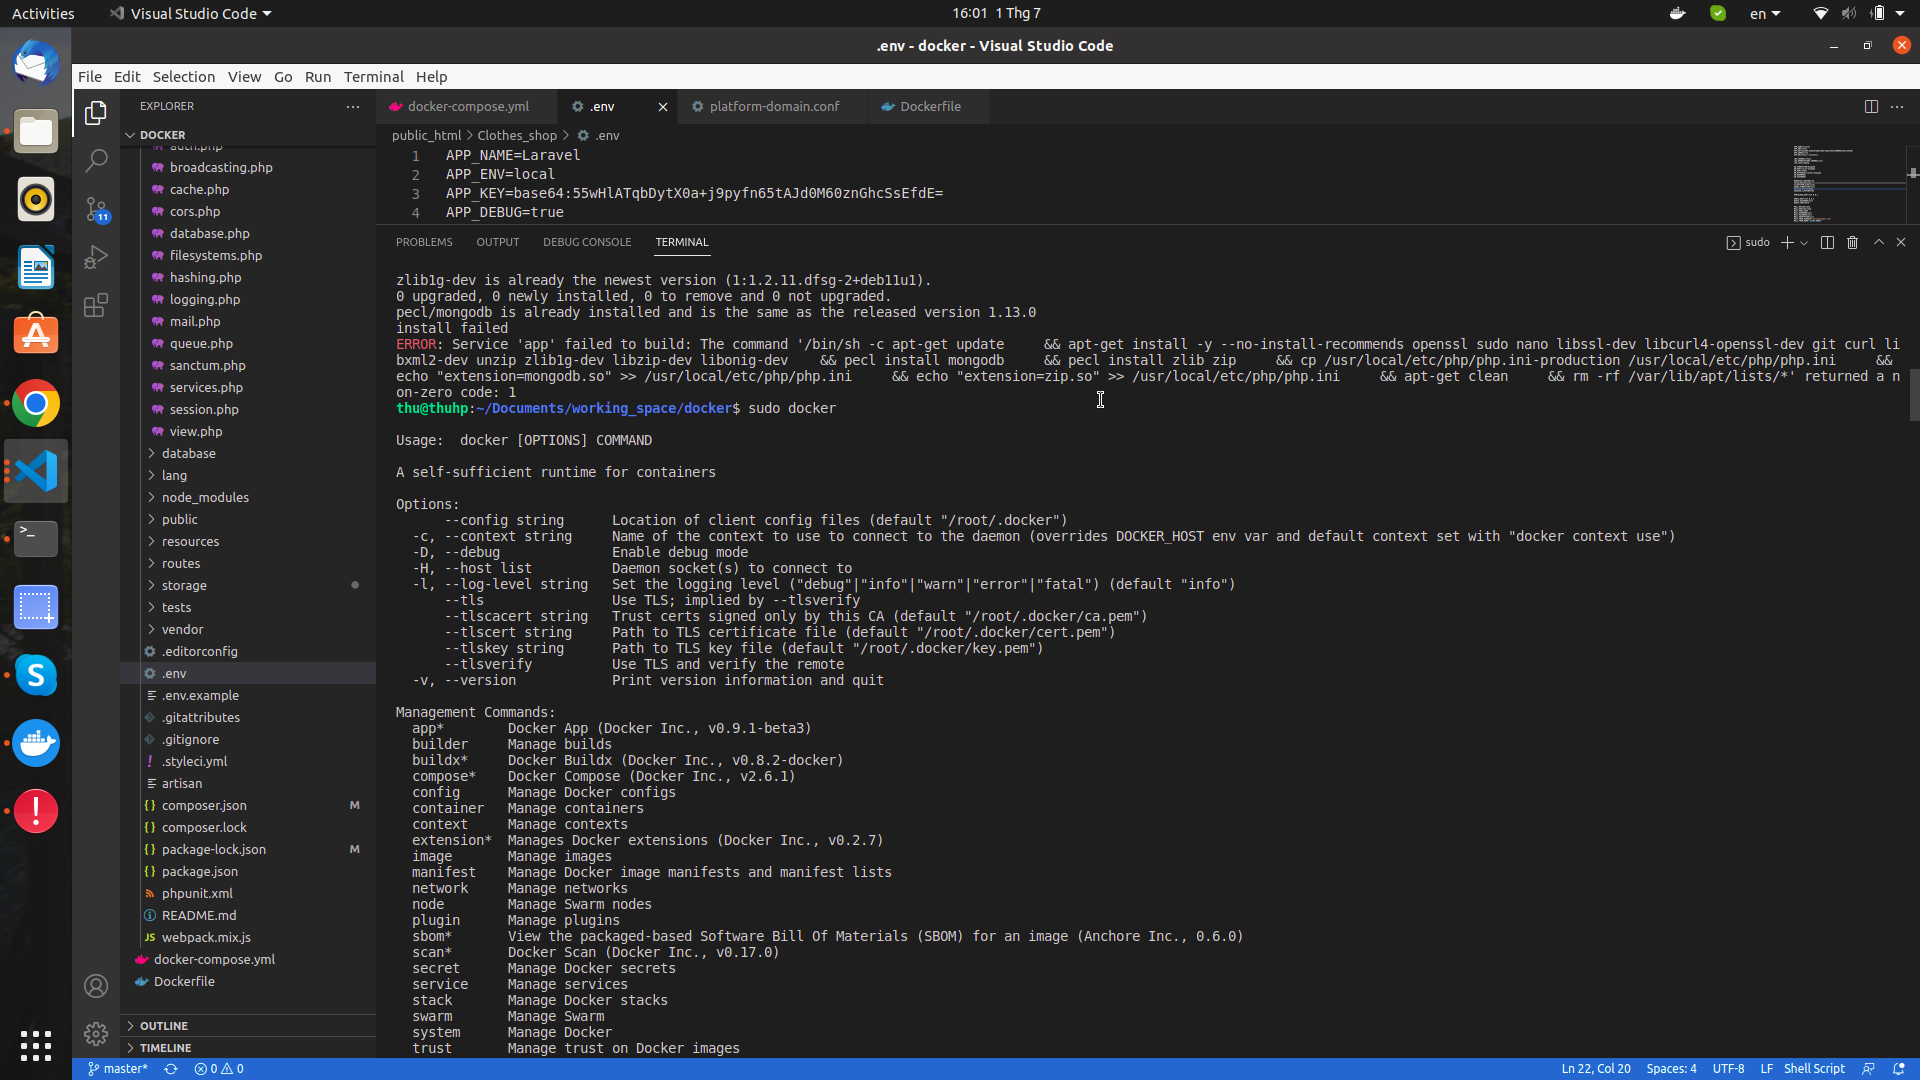 Activities
Visual Studio Code
16:01 1 Thg 7
en
.env - docker - Visual Studio Code
File Edit Selection View Go Run Terminal Help
EXPLORER
docker-compose.yml
.env
platform-domain.conf
Dockerfile
DOCKER
public_html > Clothes_shop > .env
auth.php
broadcasting.php
cache.php
cors.php
database.php
filesystems.php
hashing.php
logging.php
mail.php
queue.php
sanctum.php
services.php
session.php
view.php
database
lang
node_modules
public
resources
routes
storage
tests
vendor
.editorconfig
.env
.env.example
.gitattributes
.gitignore
.styleci.yml
artisan
composer.json M
composer.lock
package-lock.json M
package.json
phpunit.xml
README.md
webpack.mix.js
docker-compose.yml
Dockerfile
OUTLINE
TIMELINE
11
1 APP_NAME=Laravel
2 APP_ENV=local
3 APP_KEY=base64:55wHlATqbDytX0a+j9pyfn65tAJd0M60znGhcSsEfdE=
4 APP_DEBUG=true
PROBLEMS OUTPUT DEBUG CONSOLE TERMINAL
sudo
zlib1g-dev is already the newest version (1:1.2.11.dfsg-2+deb11u1).
0 upgraded, 0 newly installed, 0 to remove and 0 not upgraded.
pecl/mongodb is already installed and is the same as the released version 1.13.0
install failed
ERROR: Service 'app' failed to build: The command '/bin/sh -c apt-get update     && apt-get install -y --no-install-recommends openssl sudo nano libssl-dev libcurl4-openssl-dev git curl li
bxml2-dev unzip zlib1g-dev libzip-dev libonig-dev    && pecl install mongodb     && pecl install zlib zip     && cp /usr/local/etc/php/php.ini-production /usr/local/etc/php/php.ini     &&
echo "extension=mongodb.so" >> /usr/local/etc/php/php.ini     && echo "extension=zip.so" >> /usr/local/etc/php/php.ini     && apt-get clean     && rm -rf /var/lib/apt/lists/*' returned a n
on-zero code: 1
thu@thuhp:~/Documents/working_space/docker$ sudo docker
Usage:  docker [OPTIONS] COMMAND
A self-sufficient runtime for containers
Options:
--config string      Location of client config files (default "/root/.docker")
-c, --context string     Name of the context to use to connect to the daemon (overrides DOCKER_HOST env var and default context set with "docker context use")
-D, --debug              Enable debug mode
-H, --host list          Daemon socket(s) to connect to
-l, --log-level string   Set the logging level ("debug"|"info"|"warn"|"error"|"fatal") (default "info")
--tls                Use TLS; implied by --tlsverify
--tlscacert string   Trust certs signed only by this CA (default "/root/.docker/ca.pem")
--tlscert string     Path to TLS certificate file (default "/root/.docker/cert.pem")
--tlskey string      Path to TLS key file (default "/root/.docker/key.pem")
--tlsverify          Use TLS and verify the remote
-v, --version            Print version information and quit
Management Commands:
app*        Docker App (Docker Inc., v0.9.1-beta3)
builder     Manage builds
buildx*     Docker Buildx (Docker Inc., v0.8.2-docker)
compose*    Docker Compose (Docker Inc., v2.6.1)
config      Manage Docker configs
container   Manage containers
context     Manage contexts
extension*  Manages Docker extensions (Docker Inc., v0.2.7)
image       Manage images
manifest    Manage Docker image manifests and manifest lists
network     Manage networks
node        Manage Swarm nodes
plugin      Manage plugins
sbom*       View the packaged-based Software Bill Of Materials (SBOM) for an image (Anchore Inc., 0.6.0)
scan*       Docker Scan (Docker Inc., v0.17.0)
secret      Manage Docker secrets
service     Manage services
stack       Manage Docker stacks
swarm       Manage Swarm
system      Manage Docker
trust       Manage trust on Docker images
master*
0 0
Ln 22, Col 20 Spaces: 4 UTF-8 LF Shell Script